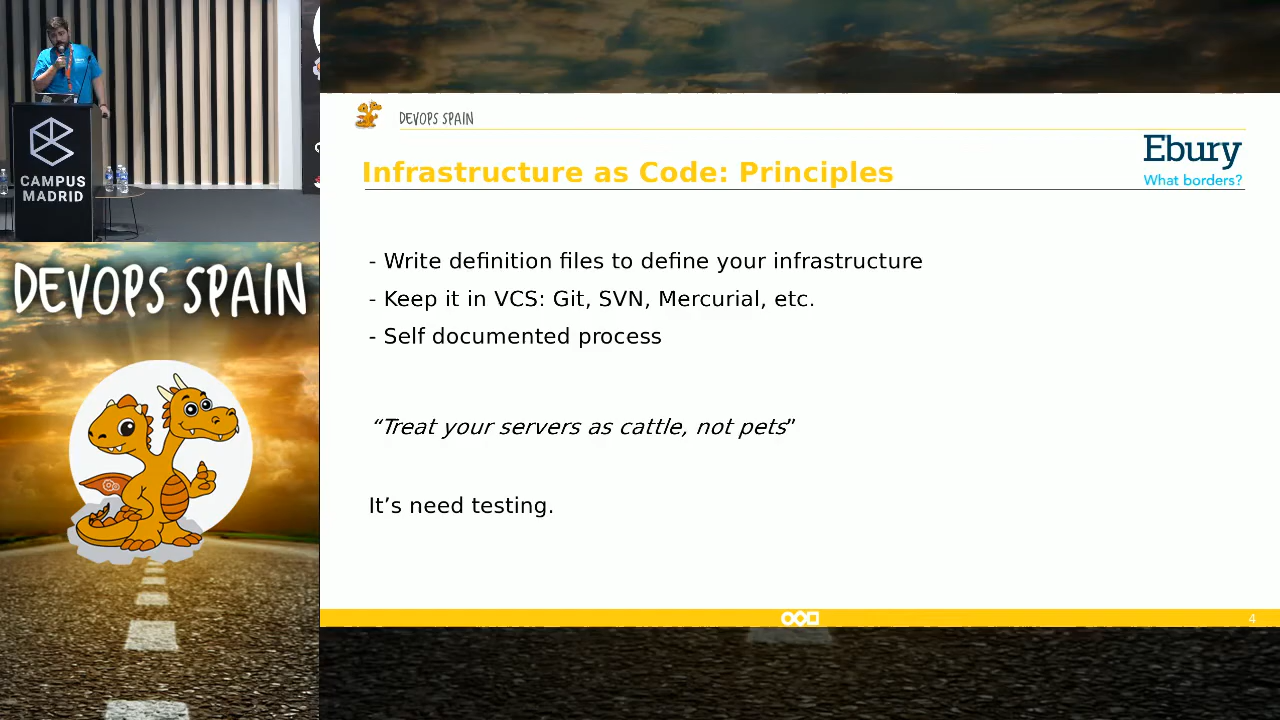 CAMPUS
MADRID
DEVOPS SPAIN
DEVOPS SPAIN
Ebury
What borders?
Infrastructure as Code: Principles
- Write definition files to define your infrastructure
- Keep it in VCS: Git, SVN, Mercurial, etc.
- Self documented process
“Treat your servers as cattle, not pets”
It’s need testing.
4